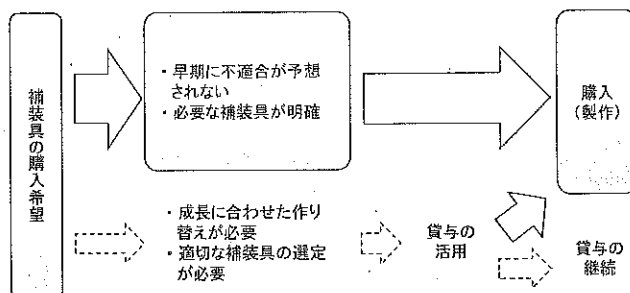 補装具の購入希望
・早期に不適合が予想
されない
・必要な補装具が明確
購入
(製作)
・成長に合わせた作り
替えが必要
・適切な補装具の選定
が必要
貸与の
活用
貸与の
継続